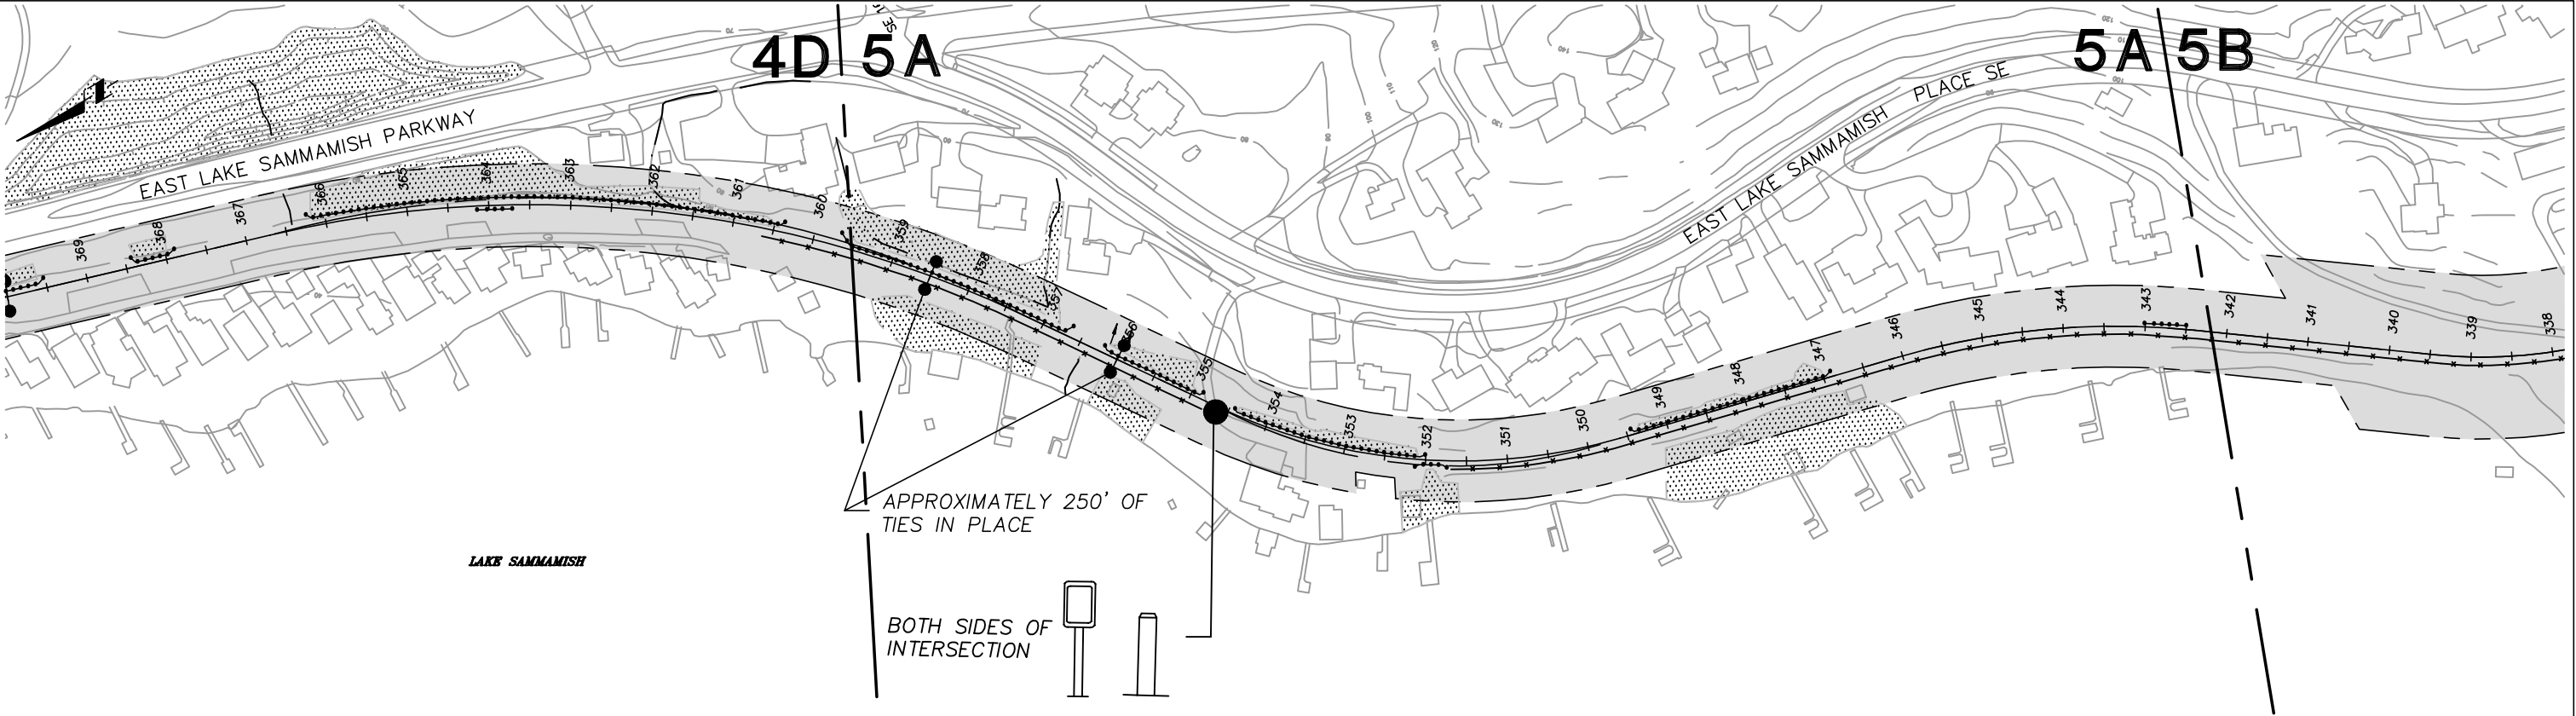 4D
5A
5A
5B
SE
EAST LAKE SAMMAMISH PARKWAY
EAST LAKE SAMMAMISH PLACE SE
369
368
367
366
365
364
363
362
361
360
359
358
357
356
355
354
353
352
351
350
349
348
347
346
345
344
343
342
341
340
339
338
APPROXIMATELY 250' OF
TIES IN PLACE
LAKE SAMMAMISH
BOTH SIDES OF
INTERSECTION